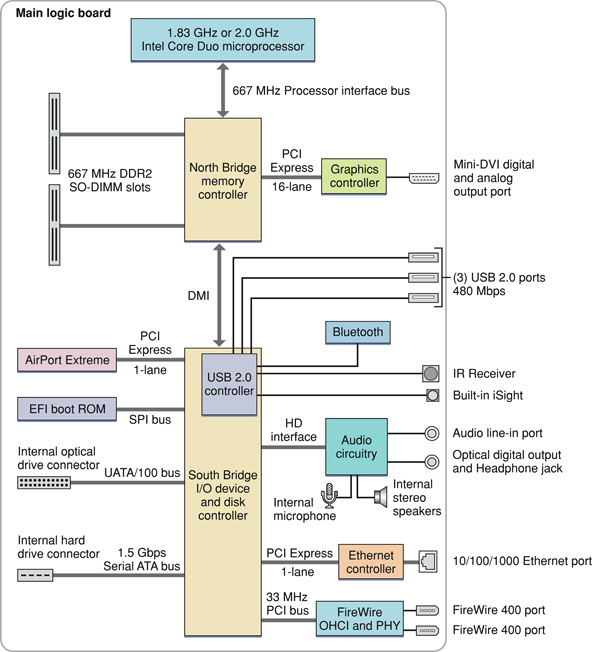 Main logic board
1.83 GHz or 2.0 GHz
Intel Core Duo microprocessor
667 MHz Processor interface bus
667 MHz DDR2
SO-DIMM slots
North Bridge
memory
controller
PCI
Express
16-lane
Graphics
controller
Mini-DVI digital
and analog
output port
DMI
(3) USB 2.0 ports
480 Mbps
Bluetooth
AirPort Extreme
PCI
Express
1-lane
USB 2.0
controller
IR Receiver
Built-in iSight
EFI boot ROM
SPI bus
HD
interface
Audio
circuitry
Audio line-in port
Optical digital output
and Headphone jack
Internal optical
drive connector
UATA/100 bus
South Bridge
I/O device
and disk
controller
Internal
microphone
Internal
stereo
speakers
Internal hard
drive connector
1.5 Gbps
Serial ATA bus
PCI Express
1-lane
Ethernet
controller
10/100/1000 Ethernet port
33 MHz
PCI bus
FireWire
OHCI and PHY
FireWire 400 port
FireWire 400 port